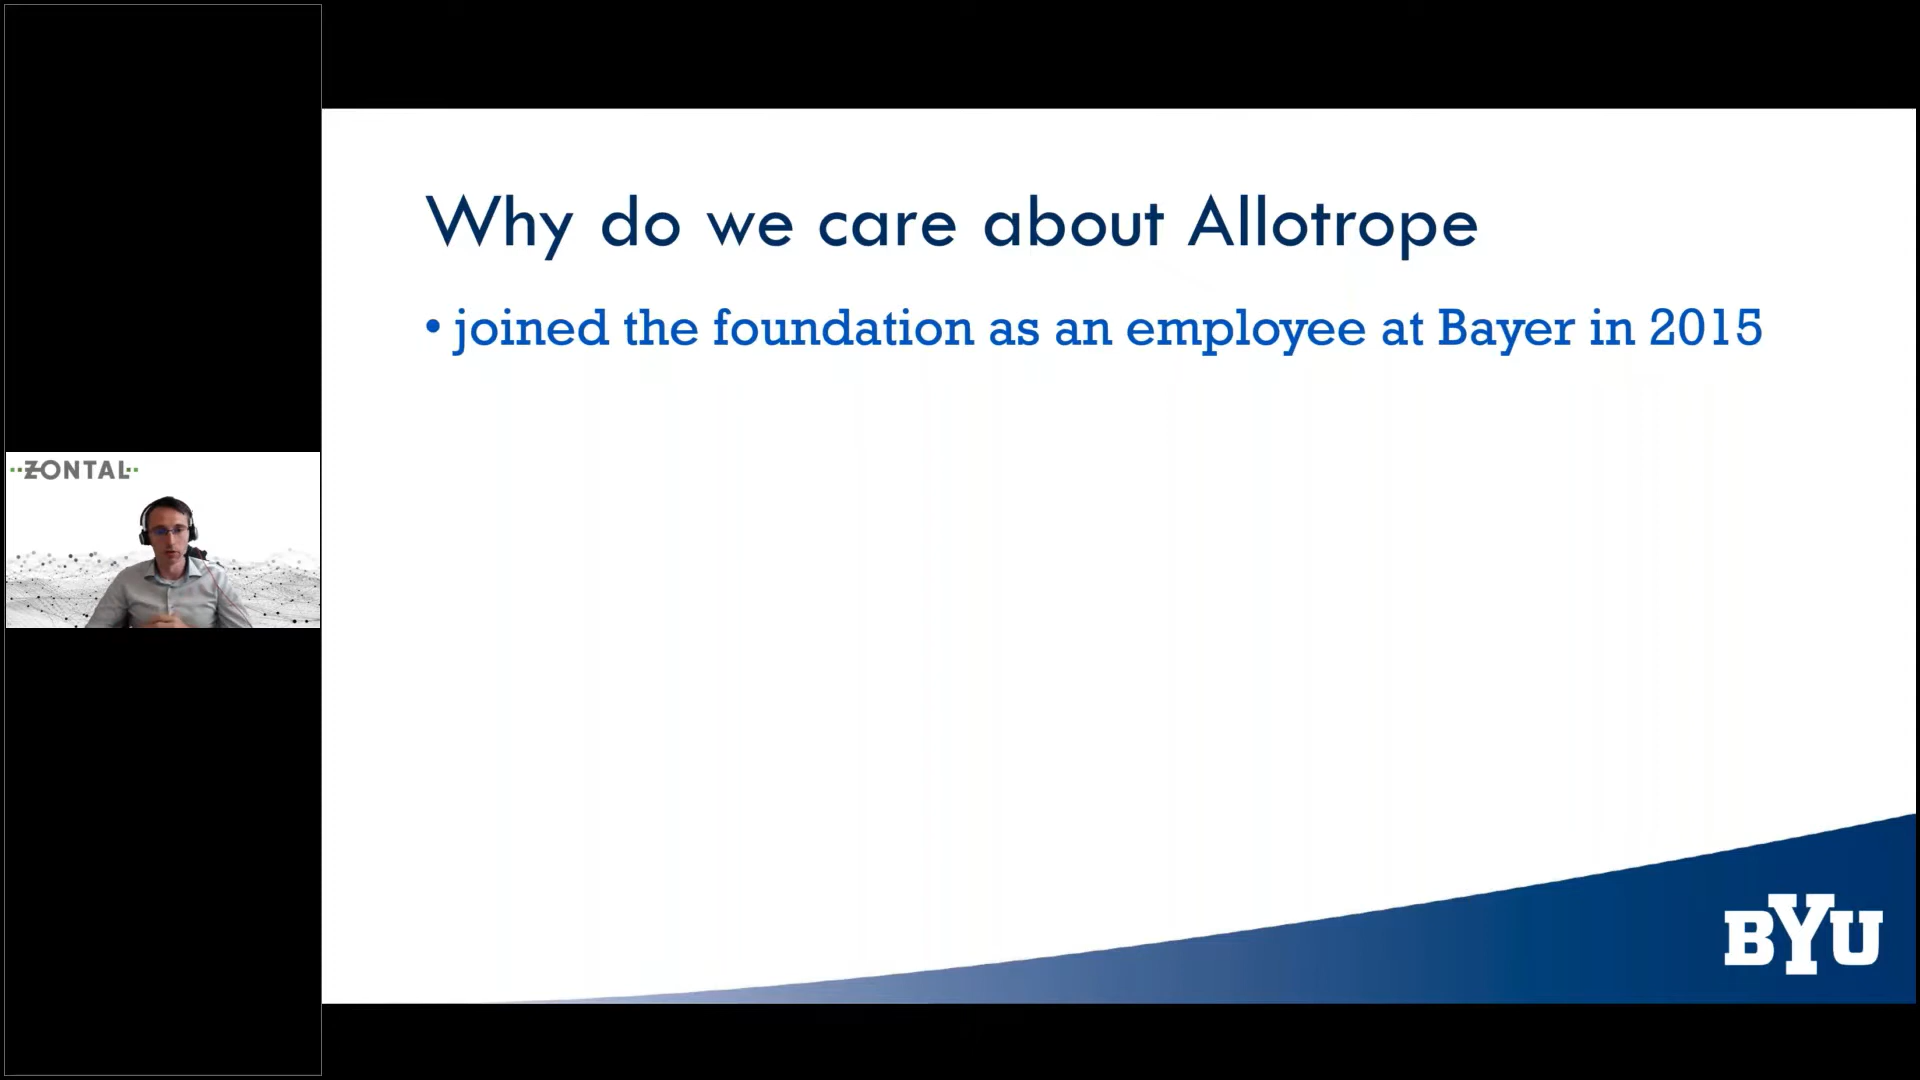 ZONTAL
Why do we care about Allotrope
• joined the foundation as an employee at Bayer in 2015
BYU